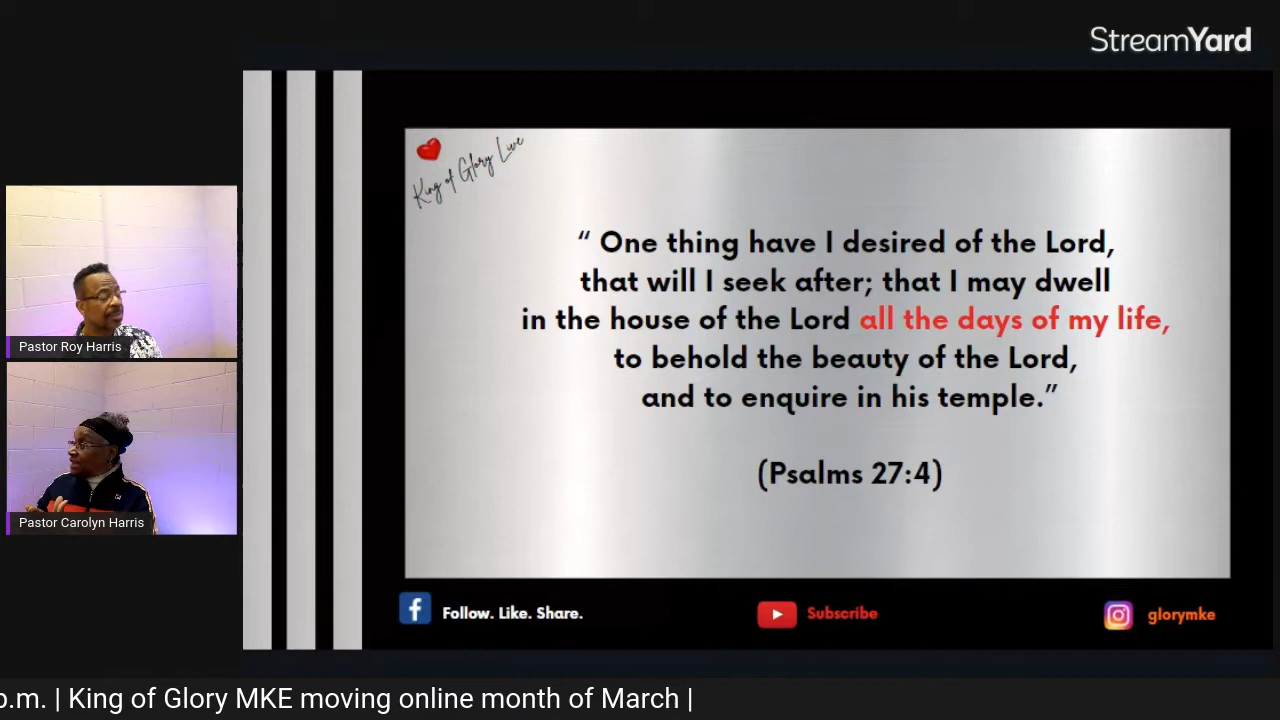 StreamYard
King of Glory Live
“ One thing have I desired of the Lord,
that will I seek after; that I may dwell
in the house of the Lord all the days of my life,
to behold the beauty of the Lord,
and to enquire in his temple.”
(Psalms 27:4)
Pastor Roy Harris
Pastor Carolyn Harris
Follow. Like. Share.
Subscribe
glorymke
p.m. | King of Glory MKE moving online month of March |